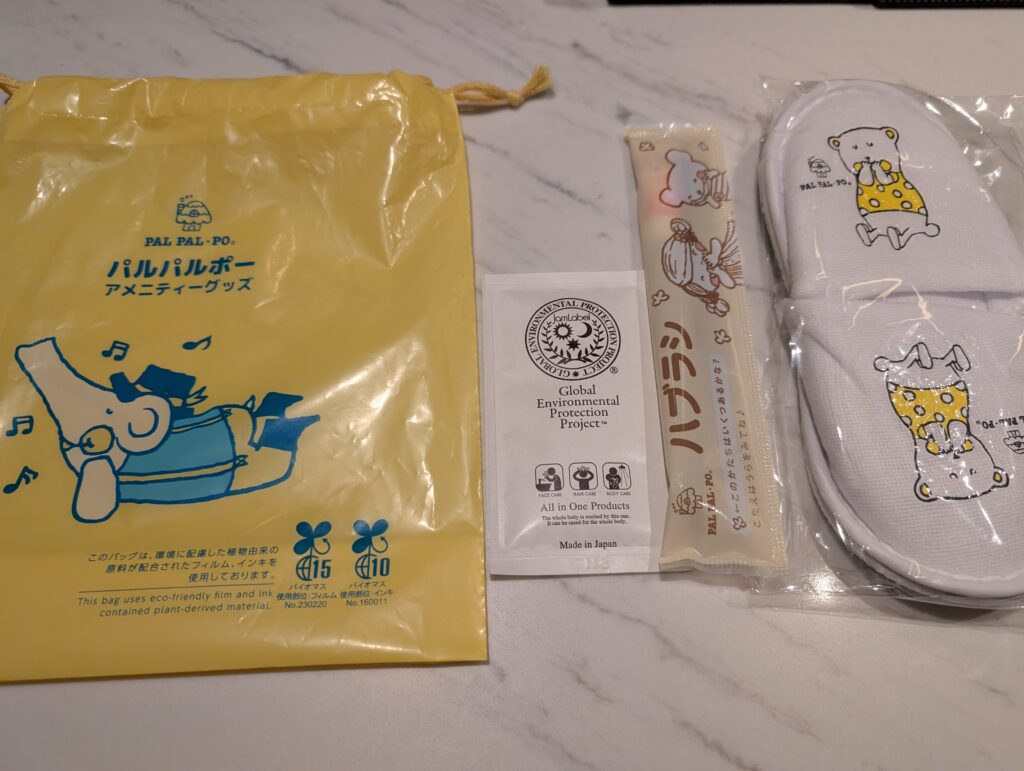 PAL PAL・PO®
パルパルポー
アメニティーグッズ
このバッグは、環境に配慮した植物由来の
原料が配合されたフィルム、インキを
使用しております。
This bag uses eco-friendly film and ink
contained plant-derived material.
15
バイオマス
使用部位:フィルム
No.230220
10
バイオマス
使用部位:インキ
No.160011
GLOBAL ENVIRONMENTAL PROTECTION PROJECT
JamLabel
®
Global
Environmental
Protection
Project™
FACE CARE
HAIR CARE
BODY CARE
All in One Products
The whole body is washed by this one.
It can be cared for the whole body.
Made in Japan
ハブラシ
PAL PAL・PO
←このかたちはいくつあるかな?
こたえはうらをみてね♪
PAL PAL・PO®
PAL PAL・PO®